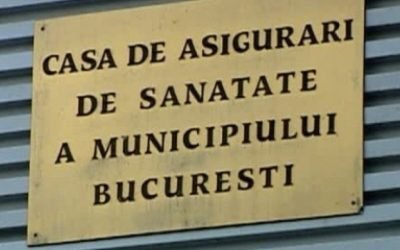 CASA DE ASIGURARI
DE SANATATE
A MUNICIPIULUI
BUCURESTI